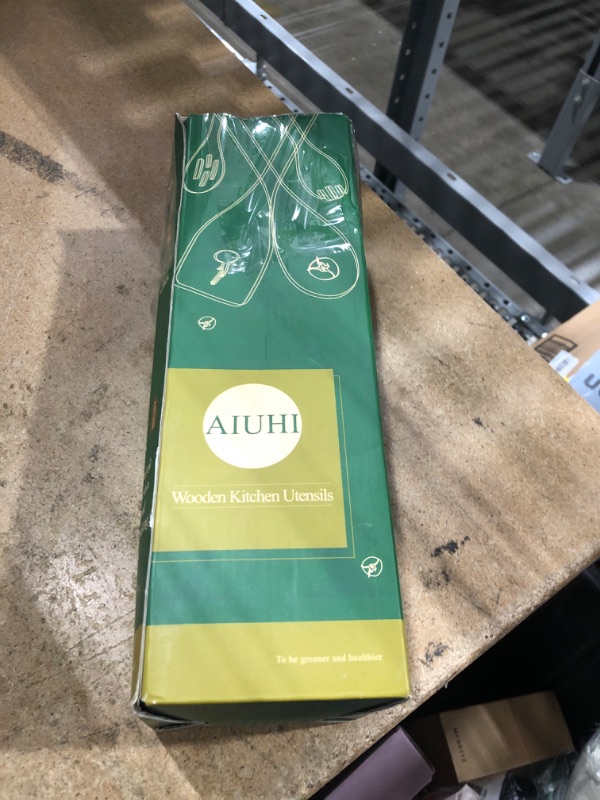 AIUHI
Wooden Kitchen Utensils
To be greener and healthier